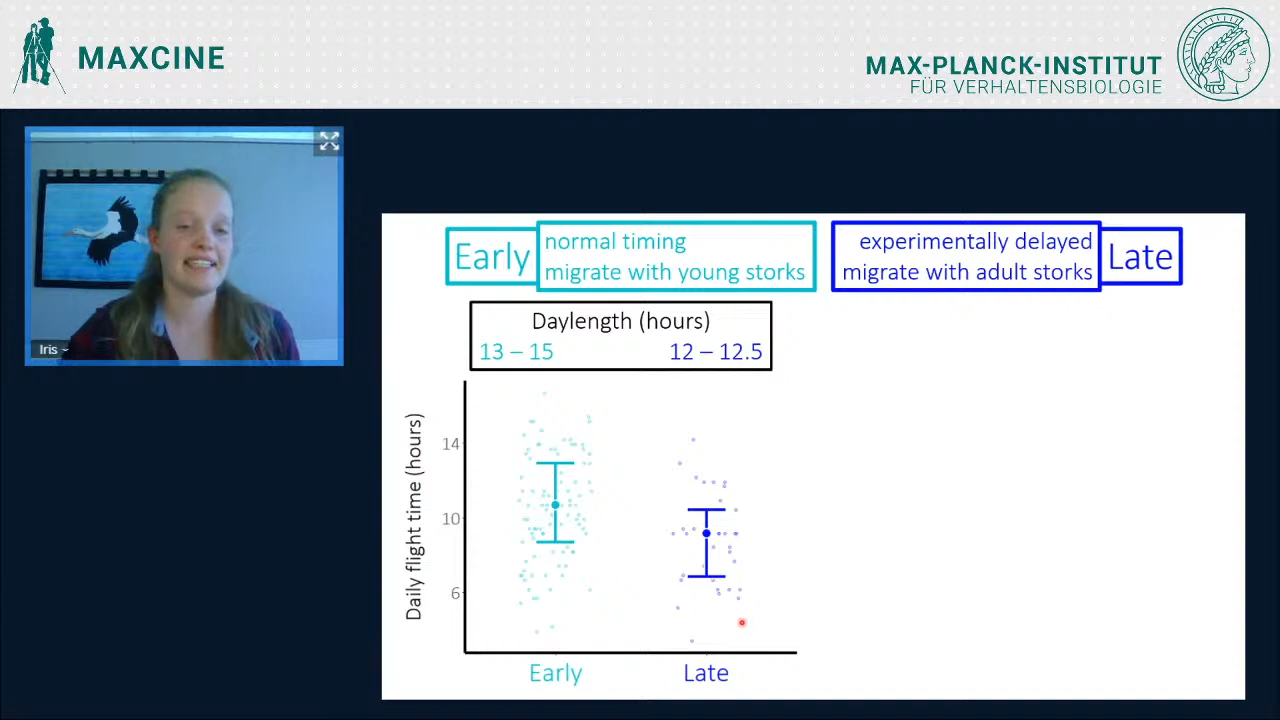 MAXCINE
MAX-PLANCK-INSTITUT
FÜR VERHALTENSBIOLOGIE
Iris ~
Early
normal timing
migrate with young storks
experimentally delayed
migrate with adult storks
Late
Daylength (hours)
13 – 15
12 – 12.5
Daily flight time (hours)
14
10
6
Early
Late